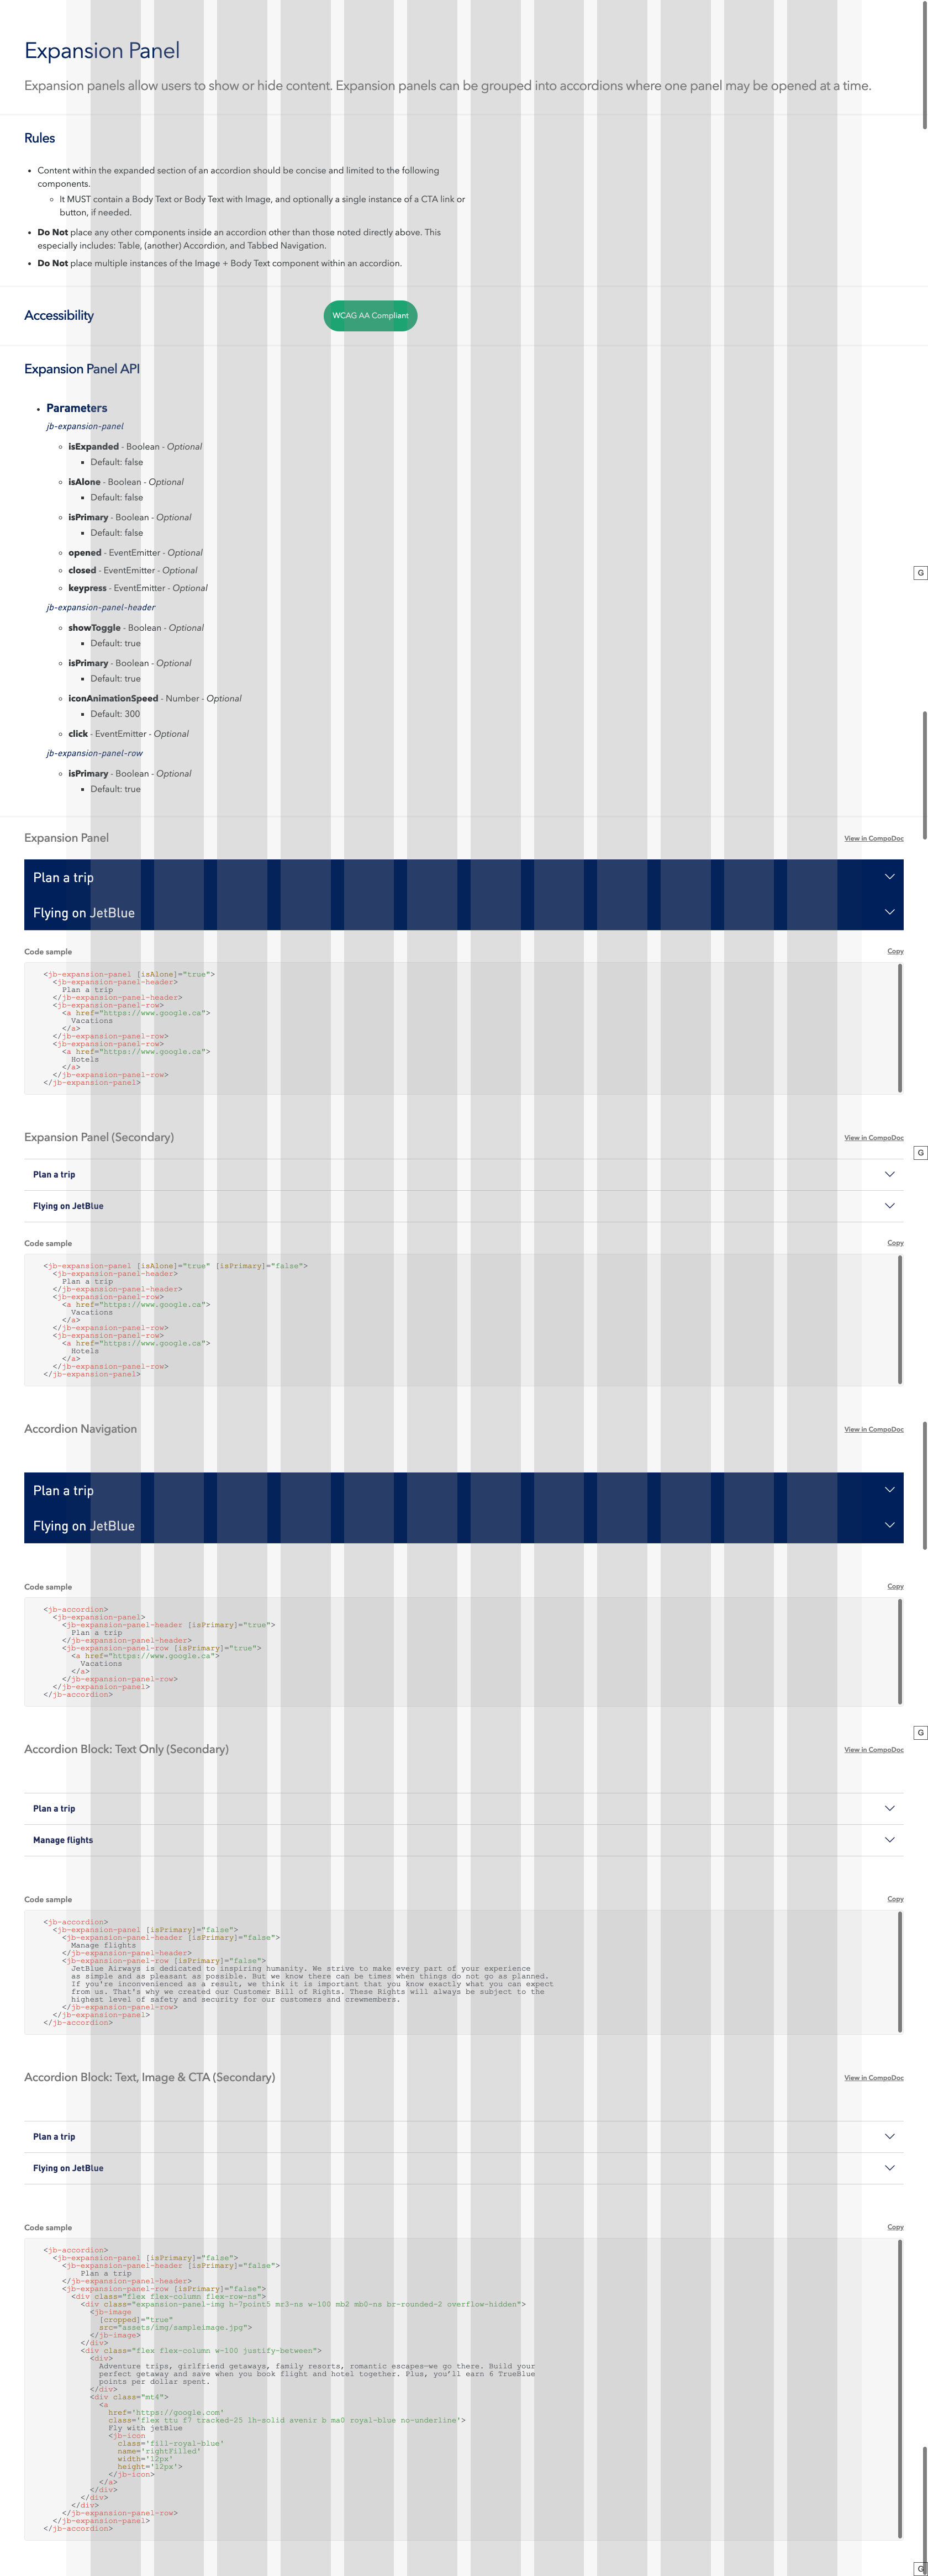 Expansion Panel
Expansion panels allow users to show or hide content. Expansion panels can be grouped into accordions where one panel may be opened at a time.
Rules
• Content within the expanded section of an accordion should be concise and limited to the following
components.
◦ It MUST contain a Body Text or Body Text with Image, and optionally a single instance of a CTA link or
button, if needed.
• Do Not place any other components inside an accordion other than those noted directly above. This
especially includes: Table, (another) Accordion, and Tabbed Navigation.
• Do Not place multiple instances of the Image + Body Text component within an accordion.
Accessibility
WCAG AA Compliant
Expansion Panel API
• Parameters
jb-expansion-panel
◦ isExpanded - Boolean - Optional
▪ Default: false
◦ isAlone - Boolean - Optional
▪ Default: false
◦ isPrimary - Boolean - Optional
▪ Default: false
◦ opened - EventEmitter - Optional
◦ closed - EventEmitter - Optional
G
◦ keypress - EventEmitter - Optional
jb-expansion-panel-header
◦ showToggle - Boolean - Optional
▪ Default: true
◦ isPrimary - Boolean - Optional
▪ Default: true
◦ iconAnimationSpeed - Number - Optional
▪ Default: 300
◦ click - EventEmitter - Optional
jb-expansion-panel-row
◦ isPrimary - Boolean - Optional
▪ Default: true
Expansion Panel
View in CompoDoc
Plan a trip
Flying on JetBlue
Code sample
Copy
<jb-expansion-panel [isAlone]="true">
<jb-expansion-panel-header>
Plan a trip
</jb-expansion-panel-header>
<jb-expansion-panel-row>
<a href="https://www.google.ca">
Vacations
</a>
</jb-expansion-panel-row>
<jb-expansion-panel-row>
<a href="https://www.google.ca">
Hotels
</a>
</jb-expansion-panel-row>
</jb-expansion-panel>
Expansion Panel (Secondary)
View in CompoDoc
G
Plan a trip
Flying on JetBlue
Code sample
Copy
<jb-expansion-panel [isAlone]="true" [isPrimary]="false">
<jb-expansion-panel-header>
Plan a trip
</jb-expansion-panel-header>
<jb-expansion-panel-row>
<a href="https://www.google.ca">
Vacations
</a>
</jb-expansion-panel-row>
<jb-expansion-panel-row>
<a href="https://www.google.ca">
Hotels
</a>
</jb-expansion-panel-row>
</jb-expansion-panel>
Accordion Navigation
View in CompoDoc
Plan a trip
Flying on JetBlue
Code sample
Copy
<jb-accordion>
<jb-expansion-panel>
<jb-expansion-panel-header [isPrimary]="true">
Plan a trip
</jb-expansion-panel-header>
<jb-expansion-panel-row [isPrimary]="true">
<a href="https://www.google.ca">
Vacations
</a>
</jb-expansion-panel-row>
</jb-expansion-panel>
</jb-accordion>
G
Accordion Block: Text Only (Secondary)
View in CompoDoc
Plan a trip
Manage flights
Code sample
Copy
<jb-accordion>
<jb-expansion-panel [isPrimary]="false">
<jb-expansion-panel-header [isPrimary]="false">
Manage flights
</jb-expansion-panel-header>
<jb-expansion-panel-row [isPrimary]="false">
JetBlue Airways is dedicated to inspiring humanity. We strive to make every part of your experience
as simple and as pleasant as possible. But we know there can be times when things do not go as planned.
If you're inconvenienced as a result, we think it is important that you know exactly what you can expect
from us. That's why we created our Customer Bill of Rights. These Rights will always be subject to the
highest level of safety and security for our customers and crewmembers.
</jb-expansion-panel-row>
</jb-expansion-panel>
</jb-accordion>
Accordion Block: Text, Image & CTA (Secondary)
View in CompoDoc
Plan a trip
Flying on JetBlue
Code sample
Copy
<jb-accordion>
<jb-expansion-panel [isPrimary]="false">
<jb-expansion-panel-header [isPrimary]="false">
Plan a trip
</jb-expansion-panel-header>
<jb-expansion-panel-row [isPrimary]="false">
<div class="flex flex-column flex-row-ns">
<div class="expansion-panel-img h-7point5 mr3-ns w-100 mb2 mb0-ns br-rounded-2 overflow-hidden">
<jb-image
[cropped]="true"
src="assets/img/sampleimage.jpg">
</jb-image>
</div>
<div class="flex flex-column w-100 justify-between">
<div>
Adventure trips, girlfriend getaways, family resorts, romantic escapes—we go there. Build your
perfect getaway and save when you book flight and hotel together. Plus, you'll earn 6 TrueBlue
points per dollar spent.
</div>
<div class="mt4">
<a
href='https://google.com'
class='flex ttu f7 tracked-25 lh-solid avenir b ma0 royal-blue no-underline'>
Fly with jetBlue
<jb-icon
class='fill-royal-blue'
name='rightFilled'
width='12px'
height='12px'>
</jb-icon>
</a>
</div>
</div>
</div>
</jb-expansion-panel-row>
</jb-expansion-panel>
</jb-accordion>
G